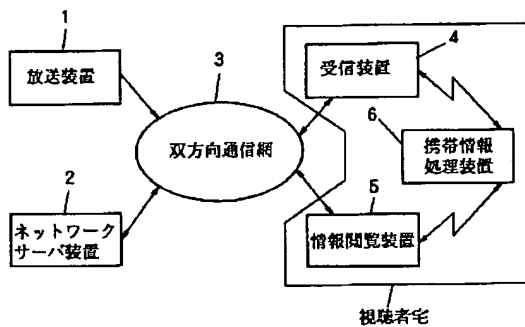 1
放送装置
2
ネットワーク
サーバ装置
3
双方向通信網
4
受信装置
6
携帯情報
処理装置
5
情報閲覧装置
視聴者宅